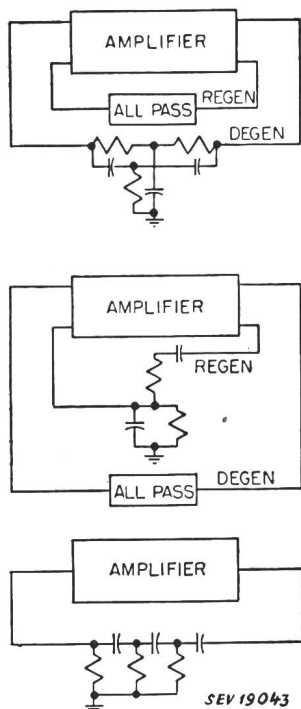 AMPLIFIER
ALL PASS
REGEN
DEGEN
AMPLIFIER
REGEN
ALL PASS
DEGEN
AMPLIFIER
SEV 19043